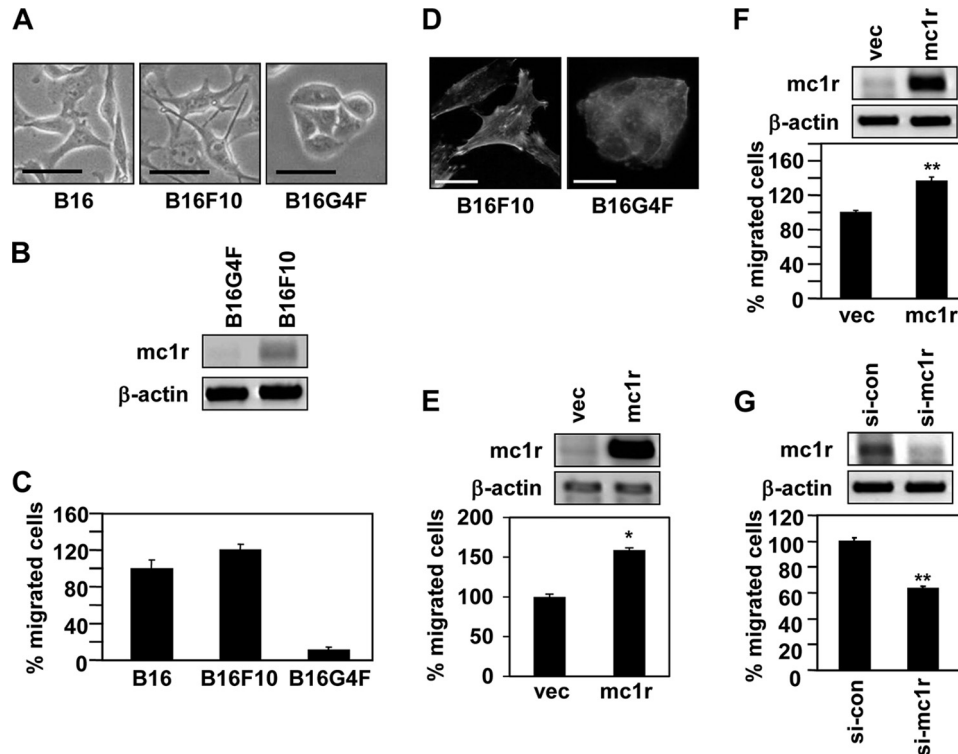 A
B16
B16F10
B16G4F
B
B16G4F
B16F10
mc1r
β-actin
C
% migrated cells
160
120
80
40
0
B16
B16F10
B16G4F
D
B16F10
B16G4F
E
vec
mc1r
mc1r
β-actin
% migrated cells
200
150
100
50
0
vec
mc1r
*
F
vec
mc1r
mc1r
β-actin
% migrated cells
160
120
80
40
0
vec
mc1r
**
G
si-con
si-mc1r
mc1r
β-actin
% migrated cells
120
100
80
60
40
20
0
si-con
si-mc1r
**